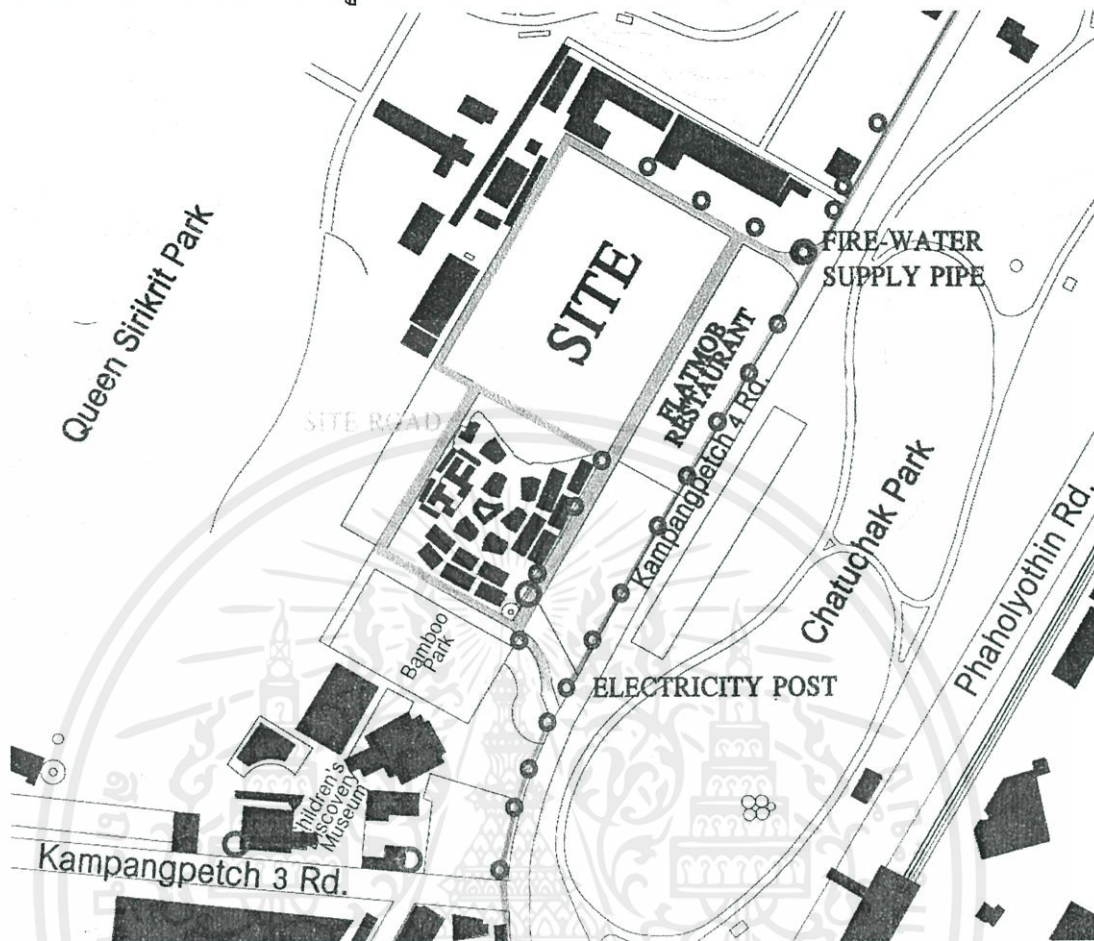 Queen Sirikrit Park
SITE
FIRE-WATER
SUPPLY PIPE
FLATMOB
RESTAURANT
Kampangpetch 4 Rd.
SITE ROAD
Chatuchak Park
Phaholyothin Rd.
Bamboo
Park
ELECTRICITY POST
Children's
Discovery
Museum
Kampangpetch 3 Rd.